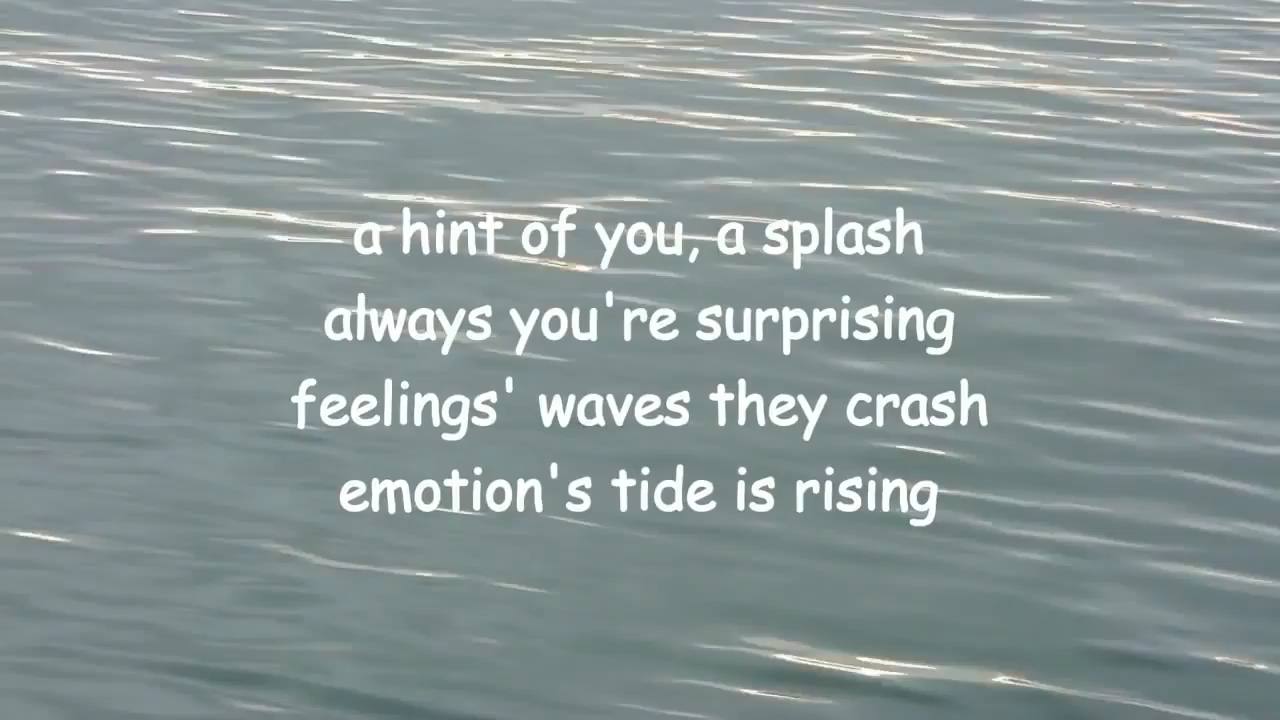 a hint of you, a splash
always you're surprising
feelings' waves they crash
emotion's tide is rising